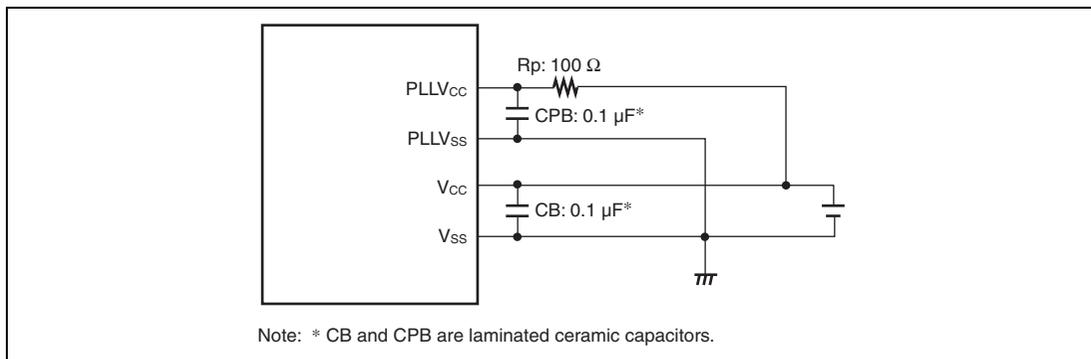 Rp: 100 Ω
PLLVCC
CPB: 0.1 µF*
PLLVSS
VCC
CB: 0.1 µF*
VSS
Note: * CB and CPB are laminated ceramic capacitors.